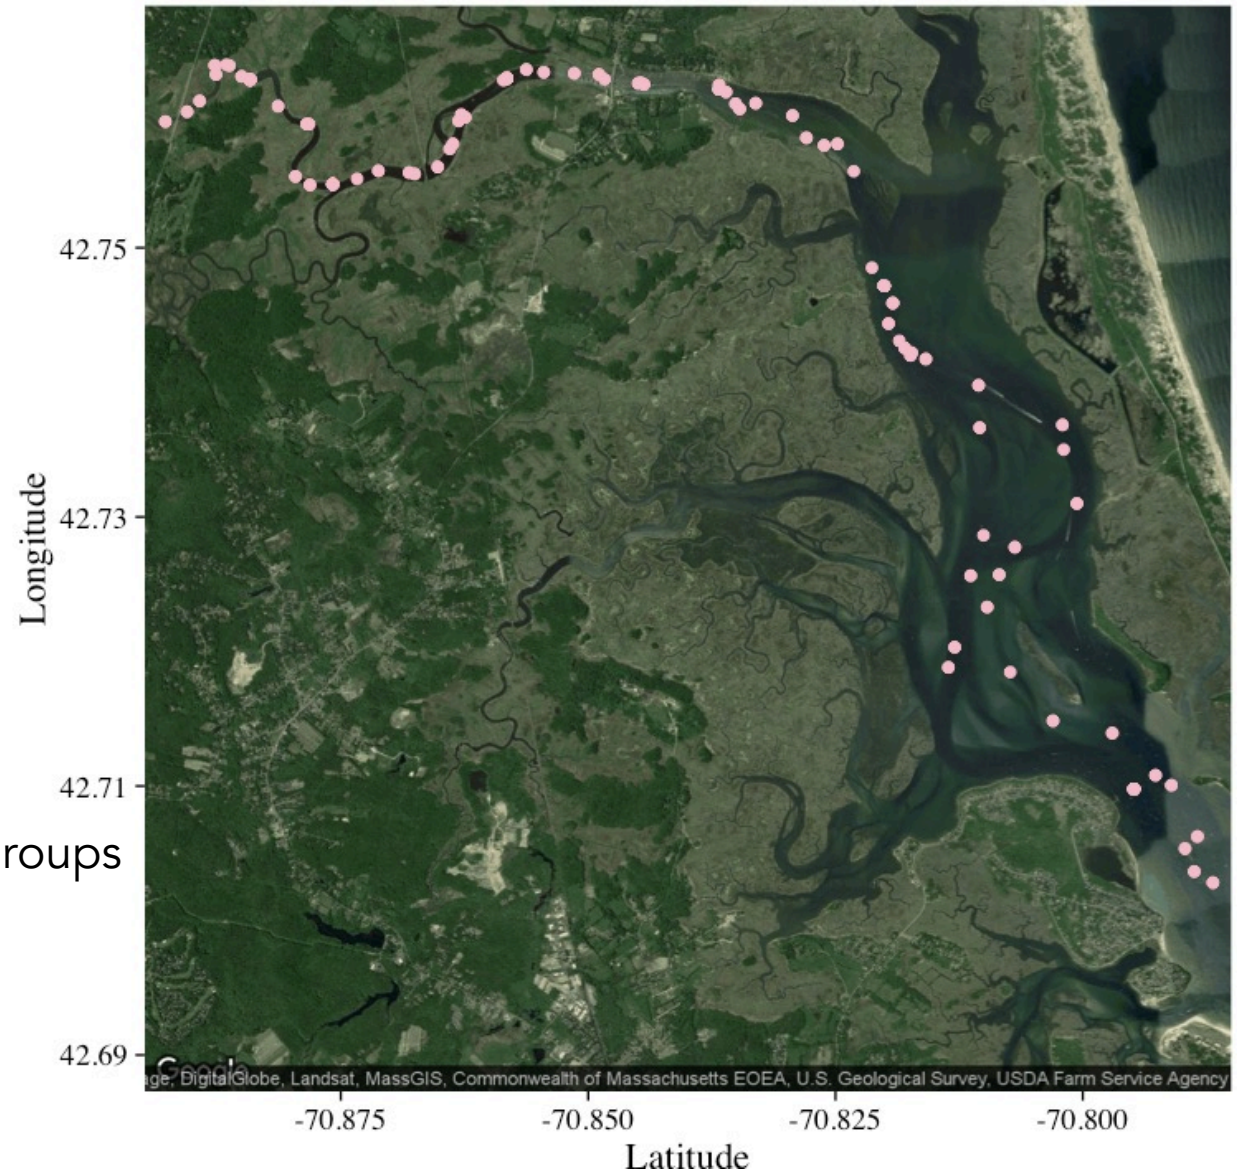 42.75
Longitude
42.73
42.71
roups
42.69
Google
age, DigitalGlobe, Landsat, MassGIS, Commonwealth of Massachusetts EOEA, U.S. Geological Survey, USDA Farm Service Agency
-70.875
-70.850
-70.825
-70.800
Latitude